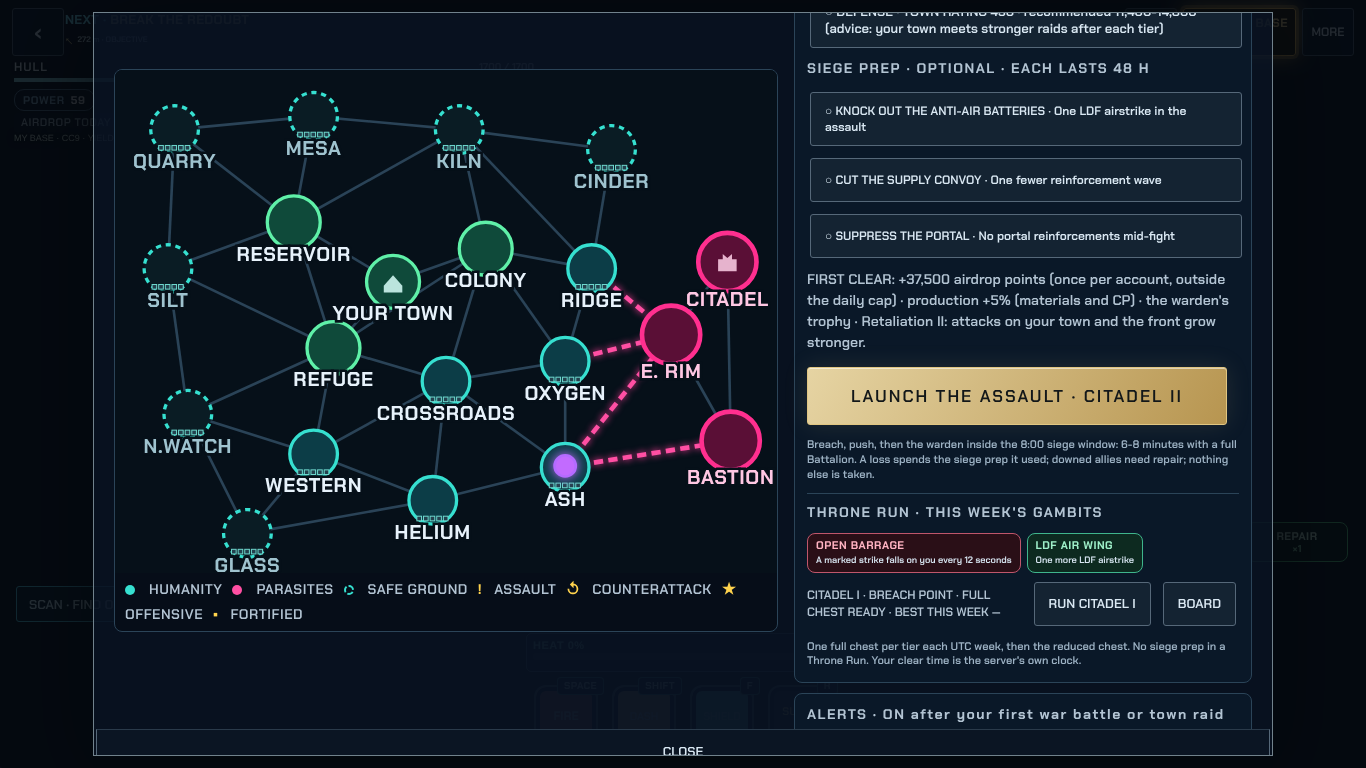 NEXT · BREAK THE REDOUBT
HULL
POWER 59
MORE
REPAIR
×1
QUARRY
MESA
KILN
CINDER
RESERVOIR
COLONY
YOUR TOWN
RIDGE
CITADEL
SILT
REFUGE
OXYGEN
E. RIM
CROSSROADS
N.WATCH
WESTERN
ASH
BASTION
HELIUM
GLASS
HUMANITY PARASITES SAFE GROUND ! ASSAULT COUNTERATTACK
OFFENSIVE FORTIFIED
(advice: your town meets stronger raids after each tier)
SIEGE PREP · OPTIONAL · EACH LASTS 48 H
○ KNOCK OUT THE ANTI-AIR BATTERIES · One LDF airstrike in the
assault
○ CUT THE SUPPLY CONVOY · One fewer reinforcement wave
○ SUPPRESS THE PORTAL · No portal reinforcements mid-fight
FIRST CLEAR: +37,500 airdrop points (once per account, outside
the daily cap) · production +5% (materials and CP) · the warden's
trophy · Retaliation II: attacks on your town and the front grow
stronger.
LAUNCH THE ASSAULT · CITADEL II
Breach, push, then the warden inside the 8:00 siege window: 6-8 minutes with a full
Battalion. A loss spends the siege prep it used; downed allies need repair; nothing
else is taken.
THRONE RUN · THIS WEEK'S GAMBITS
OPEN BARRAGE
A marked strike falls on you every 12 seconds
LDF AIR WING
One more LDF airstrike
CITADEL I · BREACH POINT · FULL
CHEST READY · BEST THIS WEEK —
RUN CITADEL I
BOARD
One full chest per tier each UTC week, then the reduced chest. No siege prep in a
Throne Run. Your clear time is the server's own clock.
ALERTS · ON after your first war battle or town raid
CLOSE